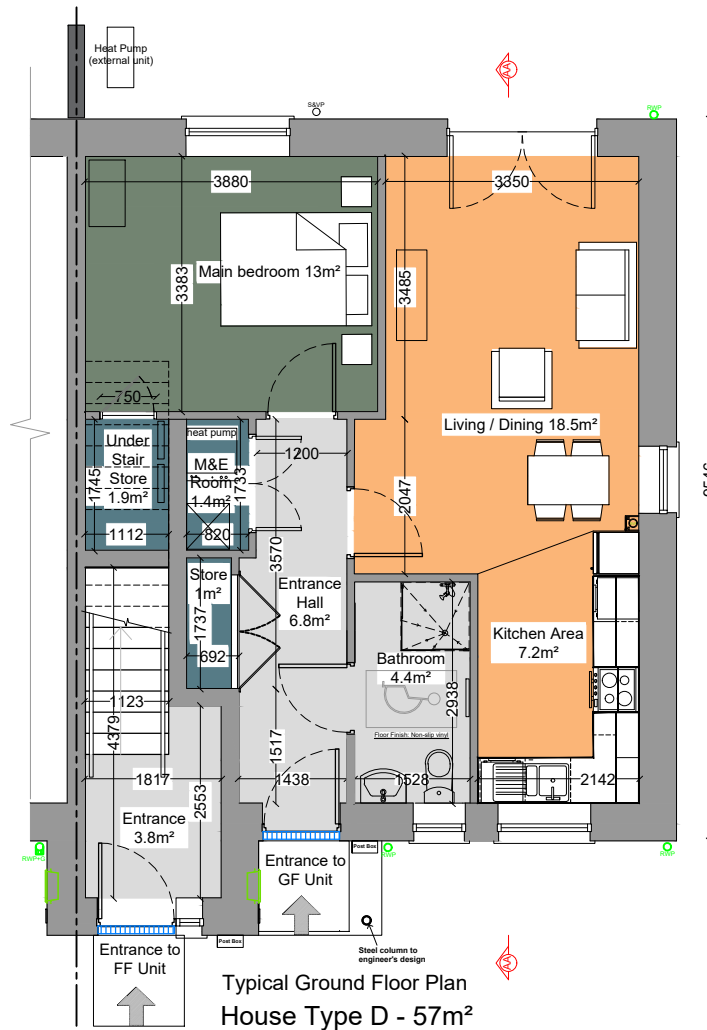 Heat Pump
(external unit)
AA
S&VP
RWP
3880
3350
Main bedroom 13m²
3383
3485
750
Living / Dining 18.5m²
heat pump
Under
Stair
Store
1.9m²
M&E
Room
1.4m²
1200
1745
1733
2047
1112
820
3570
Store
1m²
Entrance
Hall
6.8m²
1737
692
Kitchen Area
7.2m²
Bathroom
4.4m²
2938
Floor Finish: Non-slip vinyl
1123
4379
1517
1817
1438
1528
2142
2553
Entrance
3.8m²
Post Box
RWP
RWP
Entrance to
GF Unit
Post Box
Steel column to
engineer's design
Entrance to
FF Unit
AA
Typical Ground Floor Plan
House Type D - 57m²